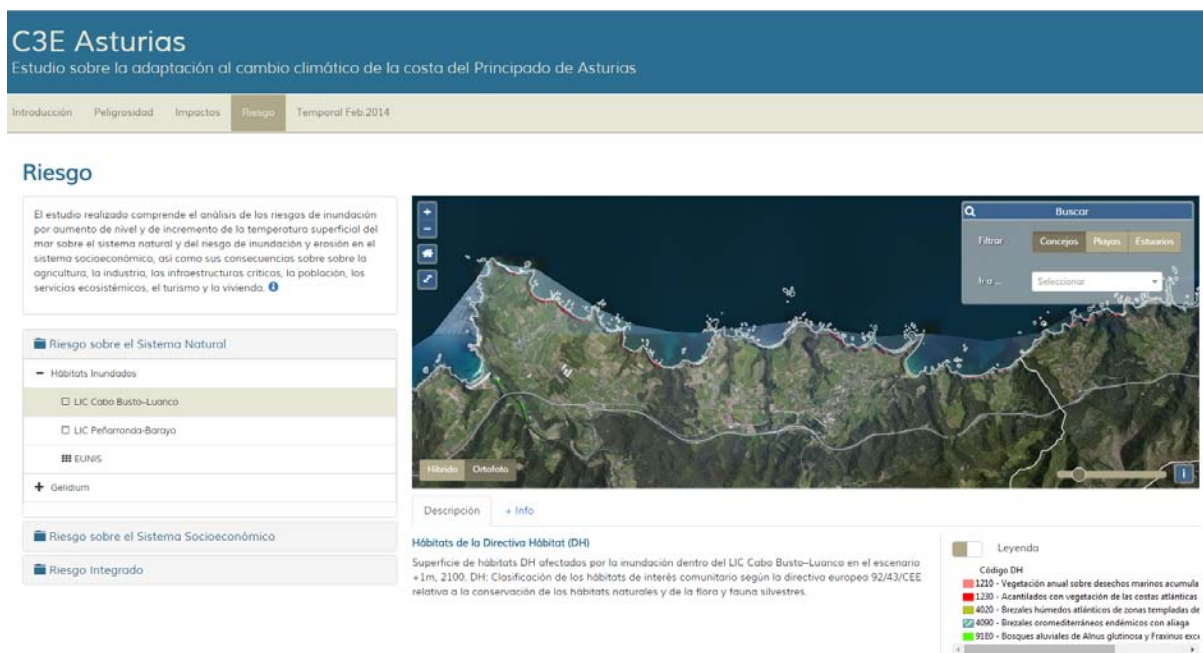 C3E Asturias
Estudio sobre la adaptación al cambio climático de la costa del Principado de Asturias
Introducción Peligrosidad Impactos Riesgo Temporal Feb.2014
Riesgo
El estudio realizado comprende el análisis de los riesgos de inundación
por aumento de nivel y de incremento de la temperatura superficial del
mar sobre el sistema natural y del riesgo de inundación y erosión en el
sistema socioeconómico, así como sus consecuencias sobre sobre la
agricultura, la industria, las infraestructuras críticas, la población, los
servicios ecosistémicos, el turismo y la vivienda.
Riesgo sobre el Sistema Natural
Hábitats Inundados
LIC Cabo Busto–Luanco
LIC Peñarronda-Barayo
EUNIS
Gelidium
Riesgo sobre el Sistema Socioeconómico
Riesgo Integrado
Buscar
Filtrar Concejos Playas Estuarios
Ir a ... Seleccionar
Híbrido Ortofoto
Descripción + Info
Hábitats de la Directiva Hábitat (DH)
Superficie de hábitats DH afectados por la inundación dentro del LIC Cabo Busto–Luanco en el escenario
+1m, 2100. DH: Clasificación de los hábitats de interés comunitario según la directiva europea 92/43/CEE
relativa a la conservación de los hábitats naturales y de la flora y fauna silvestres.
Leyenda
Código DH
1210 - Vegetación anual sobre desechos marinos acumula
1230 - Acantilados con vegetación de las costas atlánticas
4020 - Brezales húmedos atlánticos de zonas templadas de
4090 - Brezales oromediterráneos endémicos con aliaga
91E0 - Bosques aluviales de Alnus glutinosa y Fraxinus exce